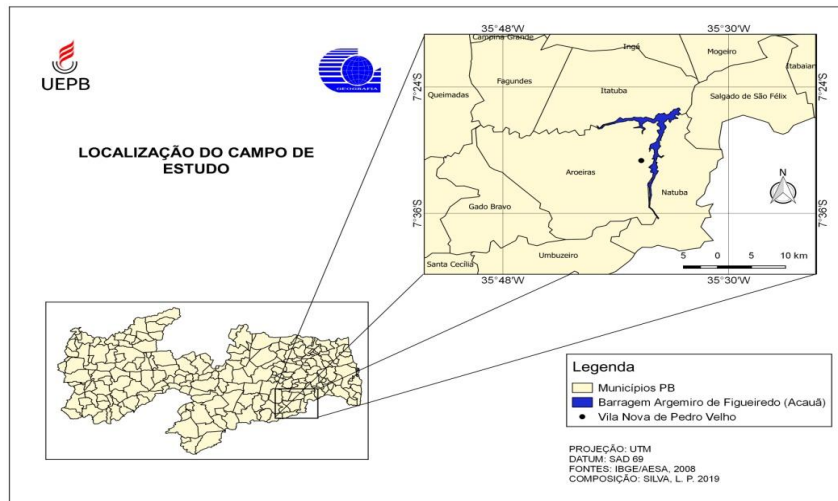 UEPB
GEOGRAFIA
LOCALIZAÇÃO DO CAMPO DE
ESTUDO
35°48'W
35°30'W
7°24'S
7°36'S
Campina Grande
Ingá
Mogeiro
Itabaian
Fagundes
Queimadas
Itatuba
Salgado de São Félix
Aroeiras
Natuba
Gado Bravo
Umbuzeiro
Santa Cecília
N
5 0 5 10 km
35°48'W
35°30'W
7°24'S
7°36'S
Legenda
Municípios PB
Barragem Argemiro de Figueiredo (Acauã)
Vila Nova de Pedro Velho
PROJEÇÃO: UTM
DATUM: SAD 69
FONTES: IBGE/AESA, 2008
COMPOSIÇÃO: SILVA, L. P. 2019